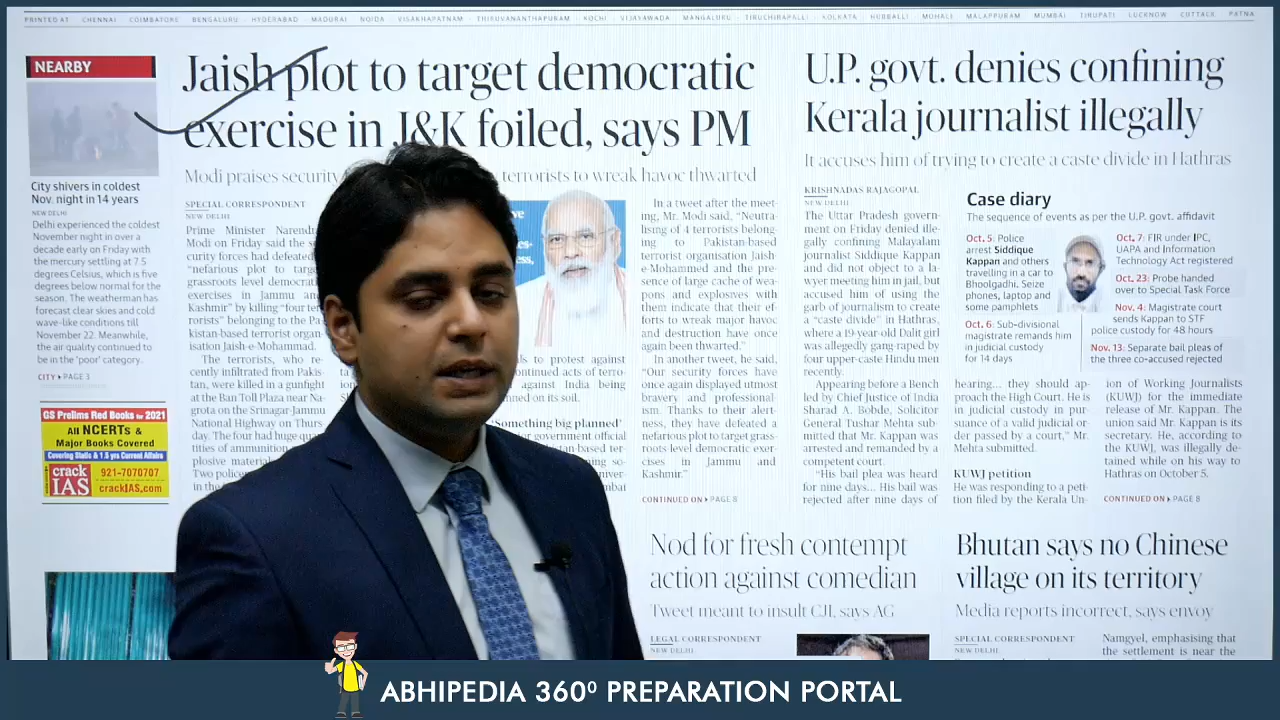 PRINTED AT CHENNAI COIMBATORE BENGALURU HYDERABAD MADURAI NOIDA VISAKHAPATNAM THIRUVANANTHAPURAM KOCHI VIJAYAWADA MANGALURU TIRUCHIRAPALLI KOLKATA HUBBALLI MOHALI MALAPPURAM MUMBAI TIRUPATI LUCKNOW CUTTACK PATNA
NEARBY
City shivers in coldest
Nov. night in 14 years
NEW DELHI
Delhi experienced the coldest
November night in over a
decade early on Friday with
the mercury settling at 7.5
degrees Celsius, which is five
degrees below normal for the
season. The weatherman has
forecast clear skies and cold
wave-like conditions till
November 22. Meanwhile,
the air quality continued to
be in the 'poor' category.
CITY PAGE 3
GS Prelims Red Books for 2021
All NCERTs &
Major Books Covered
Covering Static & 1.5 yrs Current Affairs
crack
IAS
921-7070707
crackIAS.com
Jaish plot to target democratic
exercise in J&K foiled, says PM
Modi praises security
terrorists to wreak havoc thwarted
SPECIAL CORRESPONDENT
NEW DELHI
Prime Minister Narendra
Modi on Friday said the
curity forces had defeated
"nefarious plot to targe
grassroots level democrati
exercises in Jammu and
Kashmir" by killing "four ter
rorists" belonging to the Pa
kistan-based terrorist organ
isation Jaish-e-Mohammed.
The terrorists, who re-
cently infiltrated from Pakis-
tan, were killed in a gunfight
at the Ban Toll Plaza near Na-
grota on the Srinagar-Jammu
National Highway on Thurs-
day. The four had huge quan
tities of ammunition
plosive material
Two police
ls to protest against
ontinued acts of terro-
against India being
nned on its soil.
'Something big planned'
or government official
In a tweet after the meet-
ing, Mr. Modi said, "Neutra-
lising of 4 terrorists belong-
ing to Pakistan-based
terrorist organisation Jaish-
e-Mohammed and the pre-
sence of large cache of wea-
pons and explosives with
them indicate that their ef-
forts to wreak major havoc
and destruction have once
again been thwarted."
In another tweet, he said,
"Our security forces have
once again displayed utmost
bravery and professional-
ism. Thanks to their alert-
ness, they have defeated a
nefarious plot to target grass-
roots level democratic exer-
cises in Jammu and
Kashmir."
CONTINUED ON PAGE 8
U.P. govt. denies confining
Kerala journalist illegally
It accuses him of trying to create a caste divide in Hathras
KRISHNADAS RAJAGOPAL
NEW DELHI
The Uttar Pradesh govern-
ment on Friday denied ille-
gally confining Malayalam
journalist Siddique Kappan
and did not object to a la-
wyer meeting him in jail, but
accused him of using the
garb of journalism to create
a "caste divide" in Hathras,
where a 19-year-old Dalit girl
was allegedly gang-raped by
four upper-caste Hindu men
recently.
Appearing before a Bench
led by Chief Justice of India
Sharad A. Bobde, Solicitor
General Tushar Mehta sub-
mitted that Mr. Kappan was
arrested and remanded by a
competent court.
"His bail plea was heard
for nine days... His bail was
rejected after nine days of
Case diary
The sequence of events as per the U.P. govt. affidavit
Oct. 5: Police
arrest Siddique
Kappan and others
travelling in a car to
Bhoolgadhi. Seize
phones, laptop and
some pamphlets
Oct. 6: Sub-divisional
magistrate remands him
in judicial custody
for 14 days
Oct. 7: FIR under IPC,
UAPA and Information
Technology Act registered
Oct. 23: Probe handed
over to Special Task Force
Nov. 4: Magistrate court
sends Kappan to STF
police custody for 48 hours
Nov. 13: Separate bail pleas of
the three co-accused rejected
hearing... they should ap-
proach the High Court. He is
in judicial custody in pur-
suance of a valid judicial or-
der passed by a court," Mr.
Mehta submitted.
KUWJ petition
He was responding to a peti-
tion filed by the Kerala Un-
ion of Working Journalists
(KUWJ) for the immediate
release of Mr. Kappan. The
union said Mr. Kappan is its
secretary. He, according to
the KUWJ, was illegally de-
tained while on his way to
Hathras on October 5.
CONTINUED ON PAGE 8
Nod for fresh contempt
action against comedian
Tweet meant to insult CJI, says AG
LEGAL CORRESPONDENT
NEW DELHI
Bhutan says no Chinese
village on its territory
Media reports incorrect, says envoy
SPECIAL CORRESPONDENT
NEW DELHI
Namgyel, emphasising that
the settlement is near the
ABHIPEDIA 360⁰ PREPARATION PORTAL